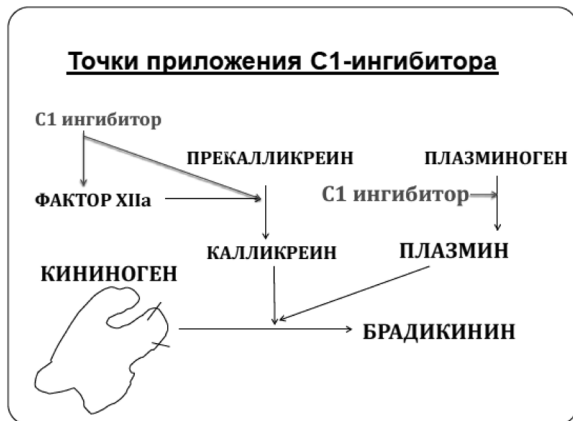 Точки приложения С1-ингибитора
С1 ингибитор
ПРЕКАЛЛИКРЕИН
ПЛАЗМИНОГЕН
С1 ингибитор
ФАКТОР XIIa
КАЛЛИКРЕИН
ПЛАЗМИН
КИНИНОГЕН
БРАДИКИНИН